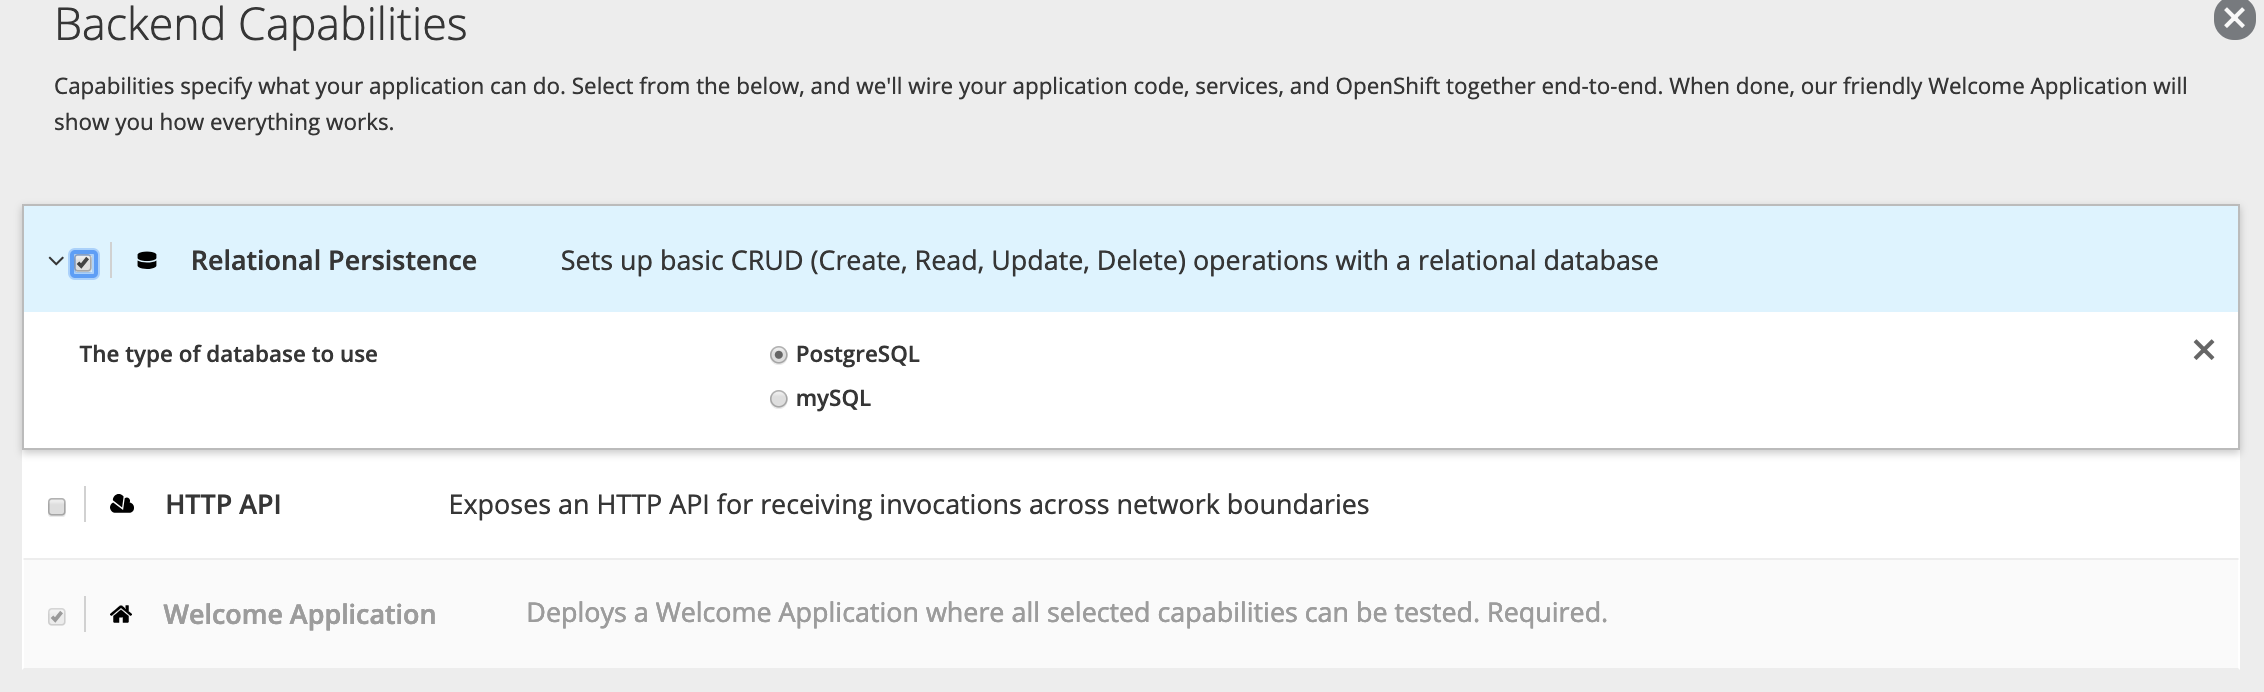 Backend Capabilities
Capabilities specify what your application can do. Select from the below, and we'll wire your application code, services, and OpenShift together end-to-end. When done, our friendly Welcome Application will
show you how everything works.
Relational Persistence Sets up basic CRUD (Create, Read, Update, Delete) operations with a relational database
The type of database to use PostgreSQL
mySQL
HTTP API Exposes an HTTP API for receiving invocations across network boundaries
Welcome Application Deploys a Welcome Application where all selected capabilities can be tested. Required.